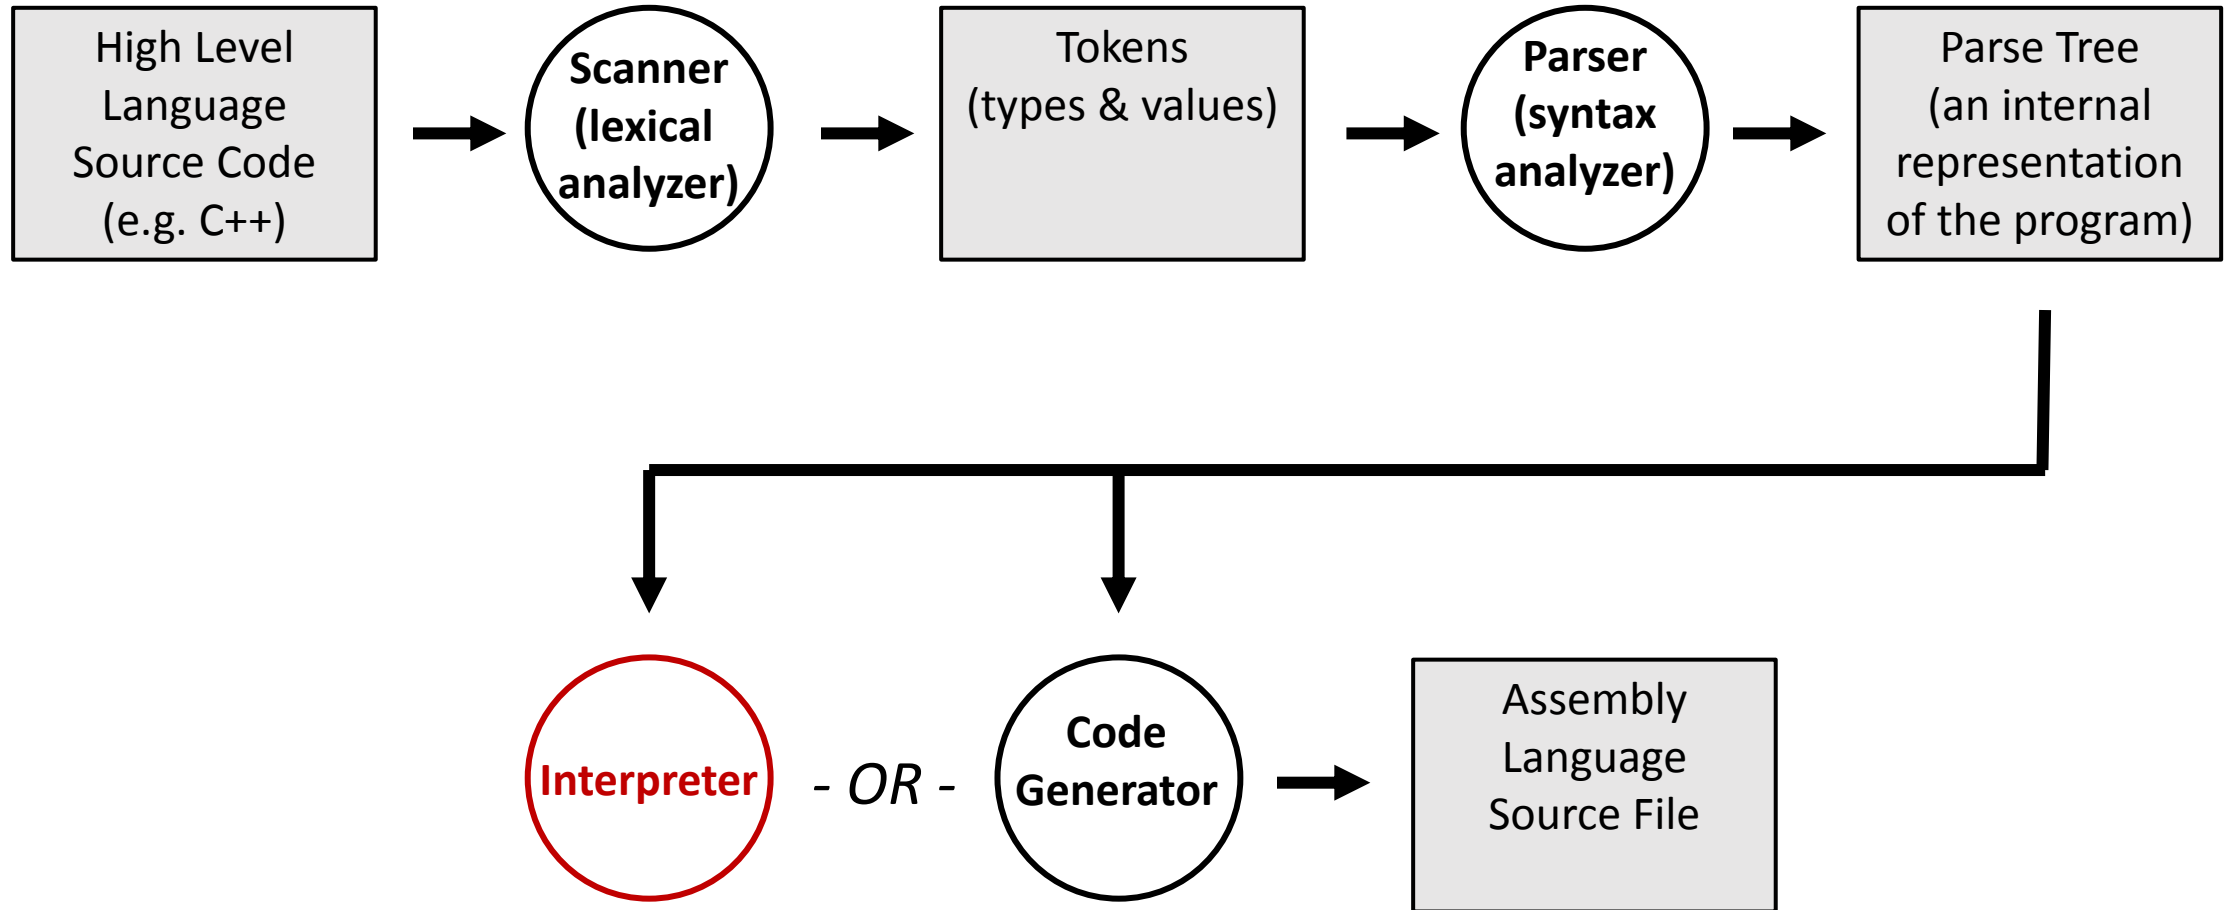 High Level
Language
Source Code
(e.g. C++)
Scanner
(lexical
analyzer)
Tokens
(types & values)
Parser
(syntax
analyzer)
Parse Tree
(an internal
representation
of the program)
Interpreter
- OR -
Code
Generator
Assembly
Language
Source File